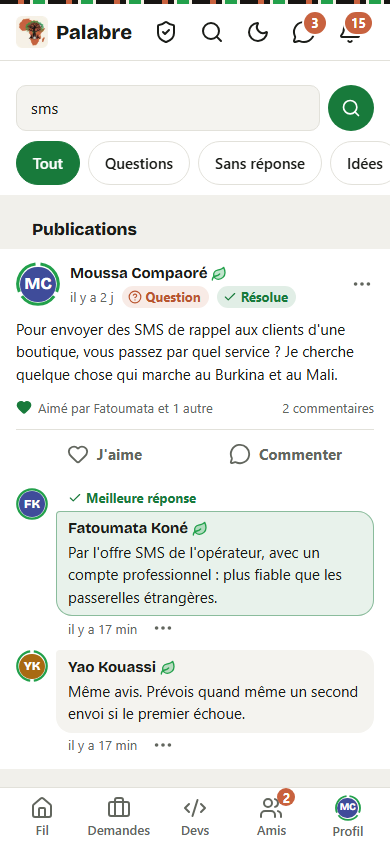 Palabre
3
15
sms
Tout
Questions
Sans réponse
Idées
Publications
MC
Moussa Compaoré
il y a 2 j
Question
Résolue
Pour envoyer des SMS de rappel aux clients d'une
boutique, vous passez par quel service ? Je cherche
quelque chose qui marche au Burkina et au Mali.
Aimé par Fatoumata et 1 autre
2 commentaires
J'aime
Commenter
FK
Meilleure réponse
Fatoumata Koné
Par l'offre SMS de l'opérateur, avec un
compte professionnel : plus fiable que les
passerelles étrangères.
il y a 17 min
YK
Yao Kouassi
Même avis. Prévois quand même un second
envoi si le premier échoue.
il y a 17 min
2
MC
Fil
Demandes
Devs
Amis
Profil